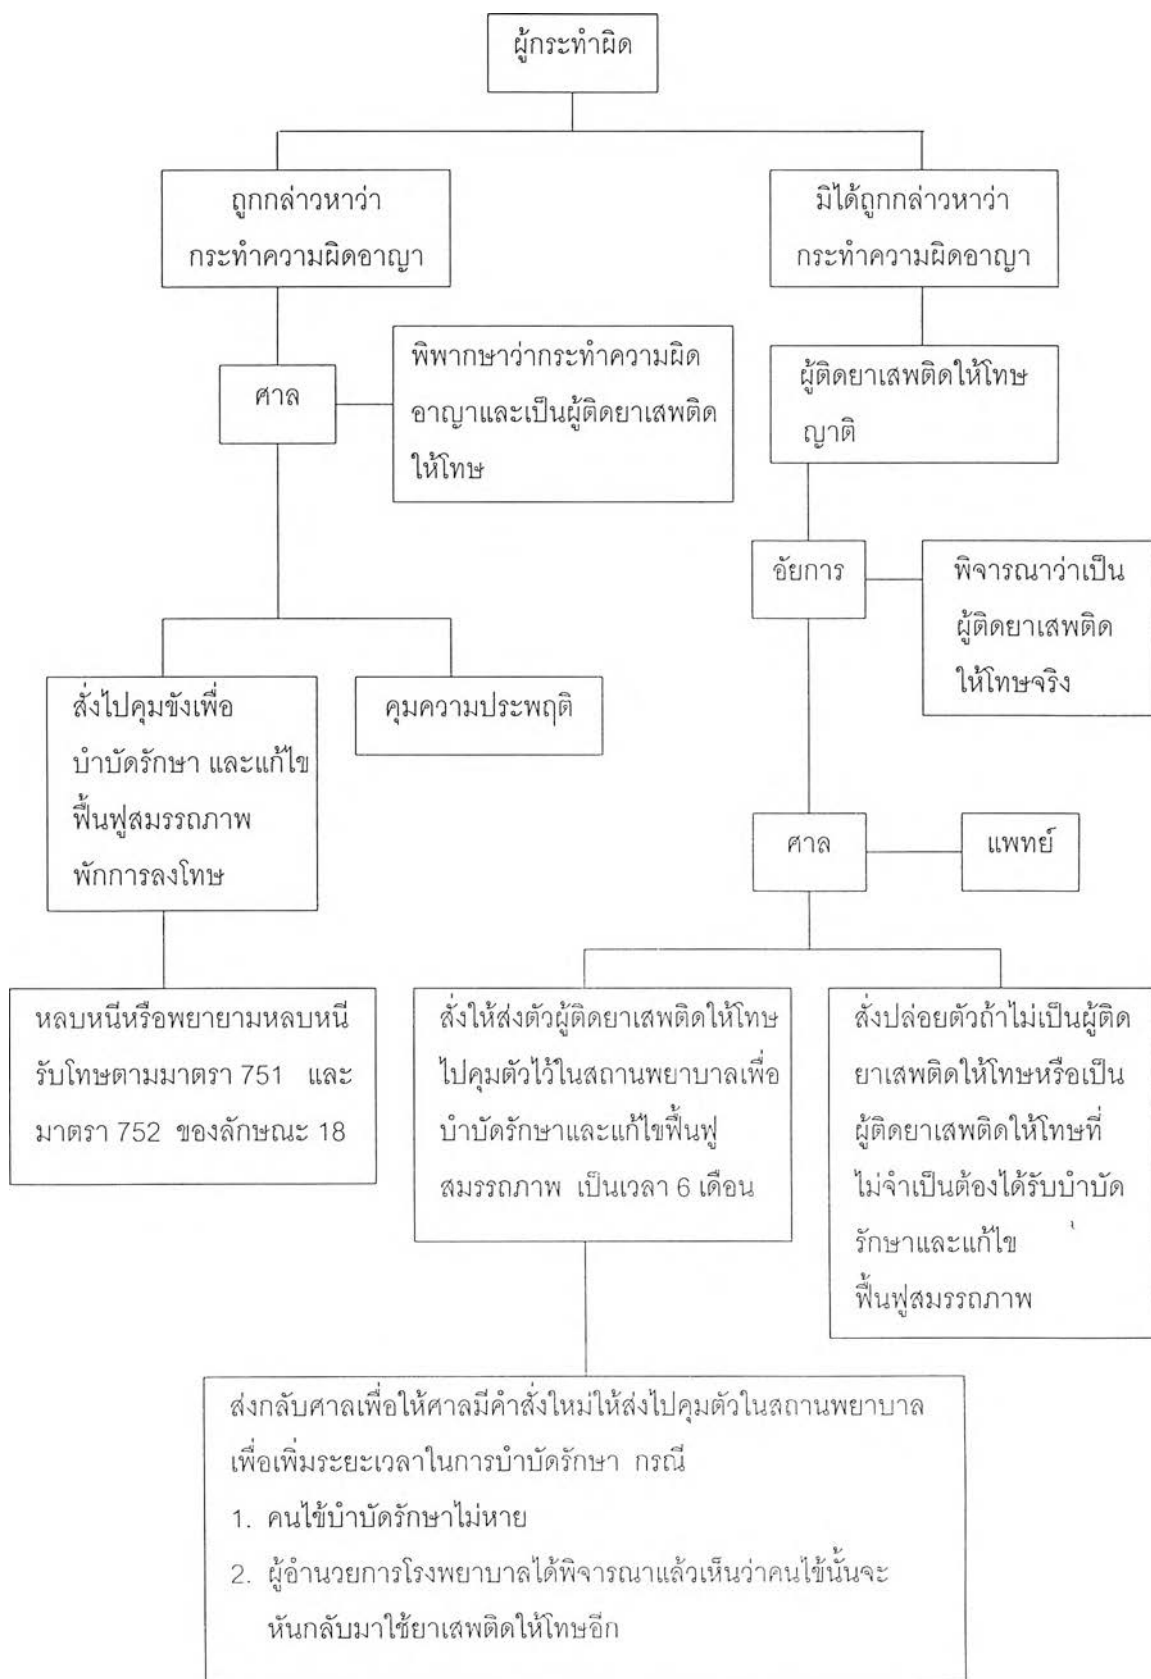 ผู้กระทำผิด
ถูกกล่าวหาว่า
กระทำความผิดอาญา
มิได้ถูกกล่าวหาว่า
กระทำความผิดอาญา
ศาล
พิพากษาว่ากระทำความผิด
อาญาและเป็นผู้ติดยาเสพติด
ให้โทษ
ผู้ติดยาเสพติดให้โทษ
ญาติ
อัยการ
พิจารณาว่าเป็น
ผู้ติดยาเสพติด
ให้โทษจริง
สั่งไปคุมขังเพื่อ
บำบัดรักษา และแก้ไข
ฟื้นฟูสมรรถภาพ
พักการลงโทษ
คุมความประพฤติ
ศาล
แพทย์
หลบหนีหรือพยายามหลบหนี
รับโทษตามมาตรา 751 และ
มาตรา 752 ของลักษณะ 18
สั่งให้ส่งตัวผู้ติดยาเสพติดให้โทษ
ไปคุมตัวไว้ในสถานพยาบาลเพื่อ
บำบัดรักษาและแก้ไขฟื้นฟู
สมรรถภาพ เป็นเวลา 6 เดือน
สั่งปล่อยตัวถ้าไม่เป็นผู้ติด
ยาเสพติดให้โทษหรือเป็น
ผู้ติดยาเสพติดให้โทษที่
ไม่จำเป็นต้องได้รับบำบัด
รักษาและแก้ไข
ฟื้นฟูสมรรถภาพ
ส่งกลับศาลเพื่อให้ศาลมีคำสั่งใหม่ให้ส่งไปคุมตัวในสถานพยาบาล
เพื่อเพิ่มระยะเวลาในการบำบัดรักษา กรณี
1. คนไข้บำบัดรักษาไม่หาย
2. ผู้อำนวยการโรงพยาบาลได้พิจารณาแล้วเห็นว่าคนไข้นั้นจะ
หันกลับมาใช้ยาเสพติดให้โทษอีก